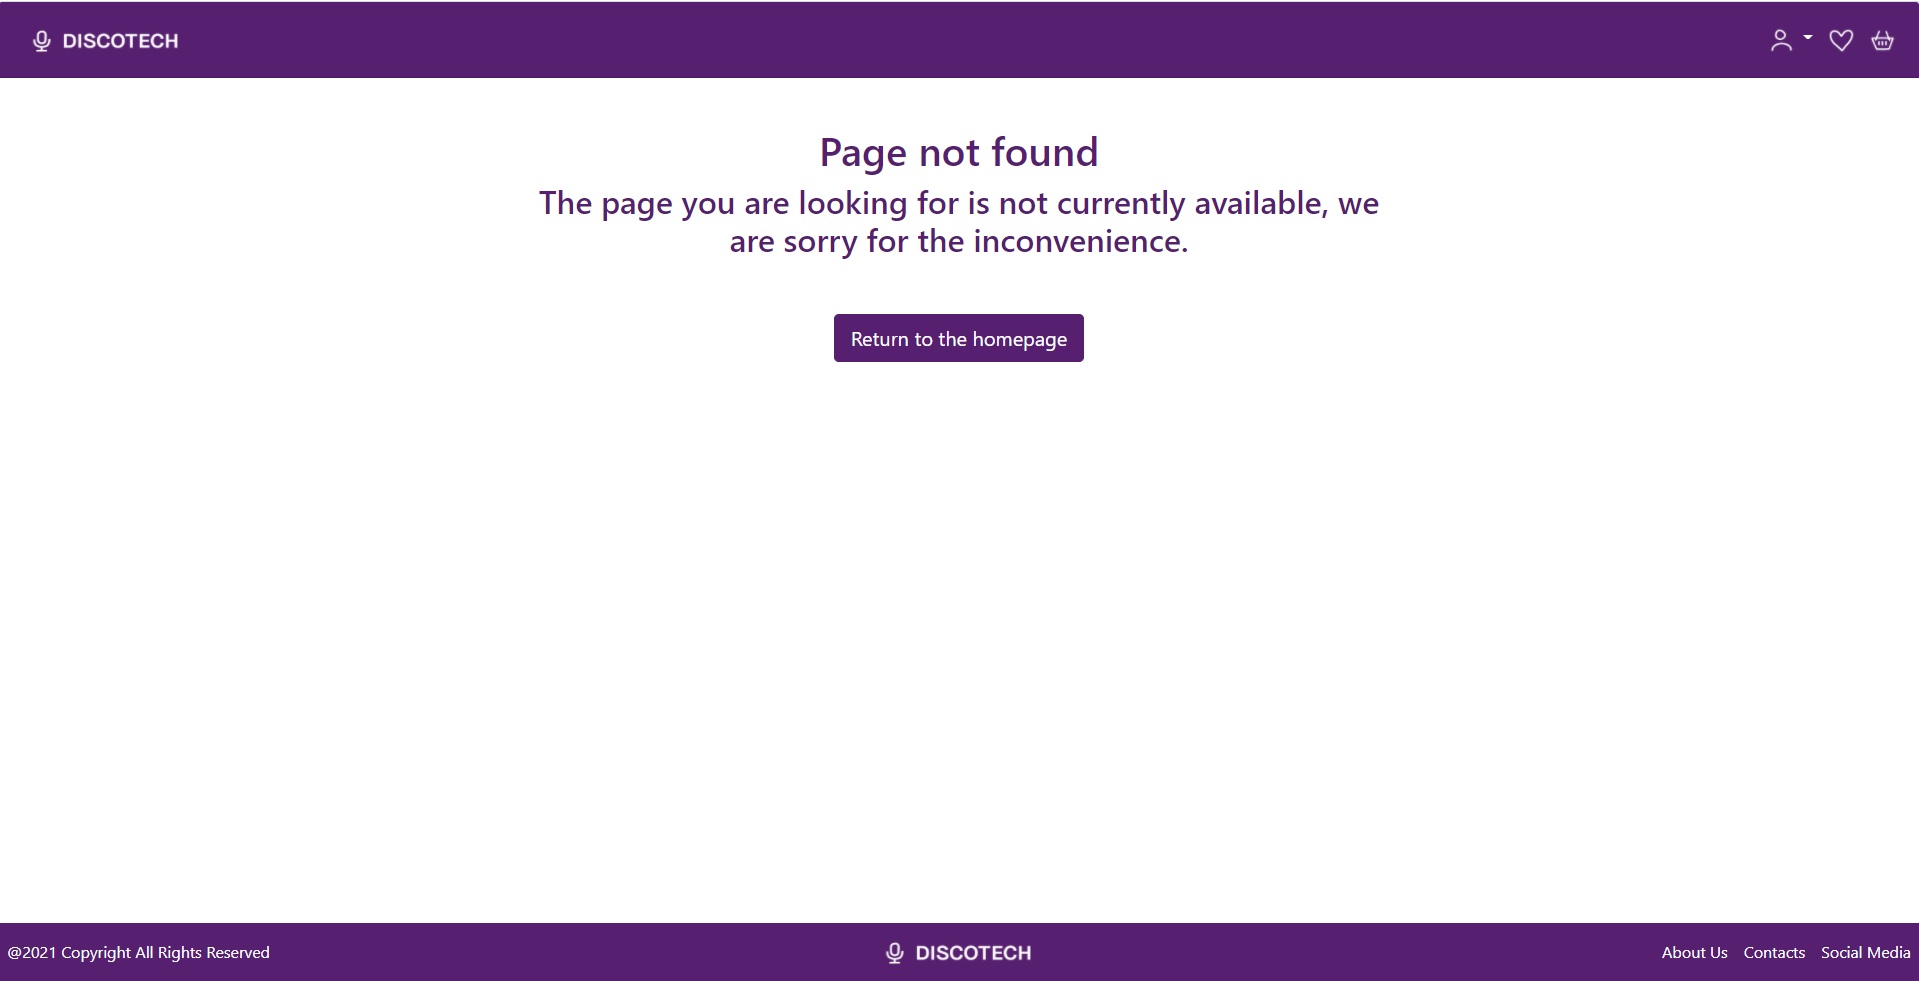 DISCOTECH
Page not found
The page you are looking for is not currently available, we
are sorry for the inconvenience.
Return to the homepage
@2021 Copyright All Rights Reserved
DISCOTECH
About Us Contacts Social Media